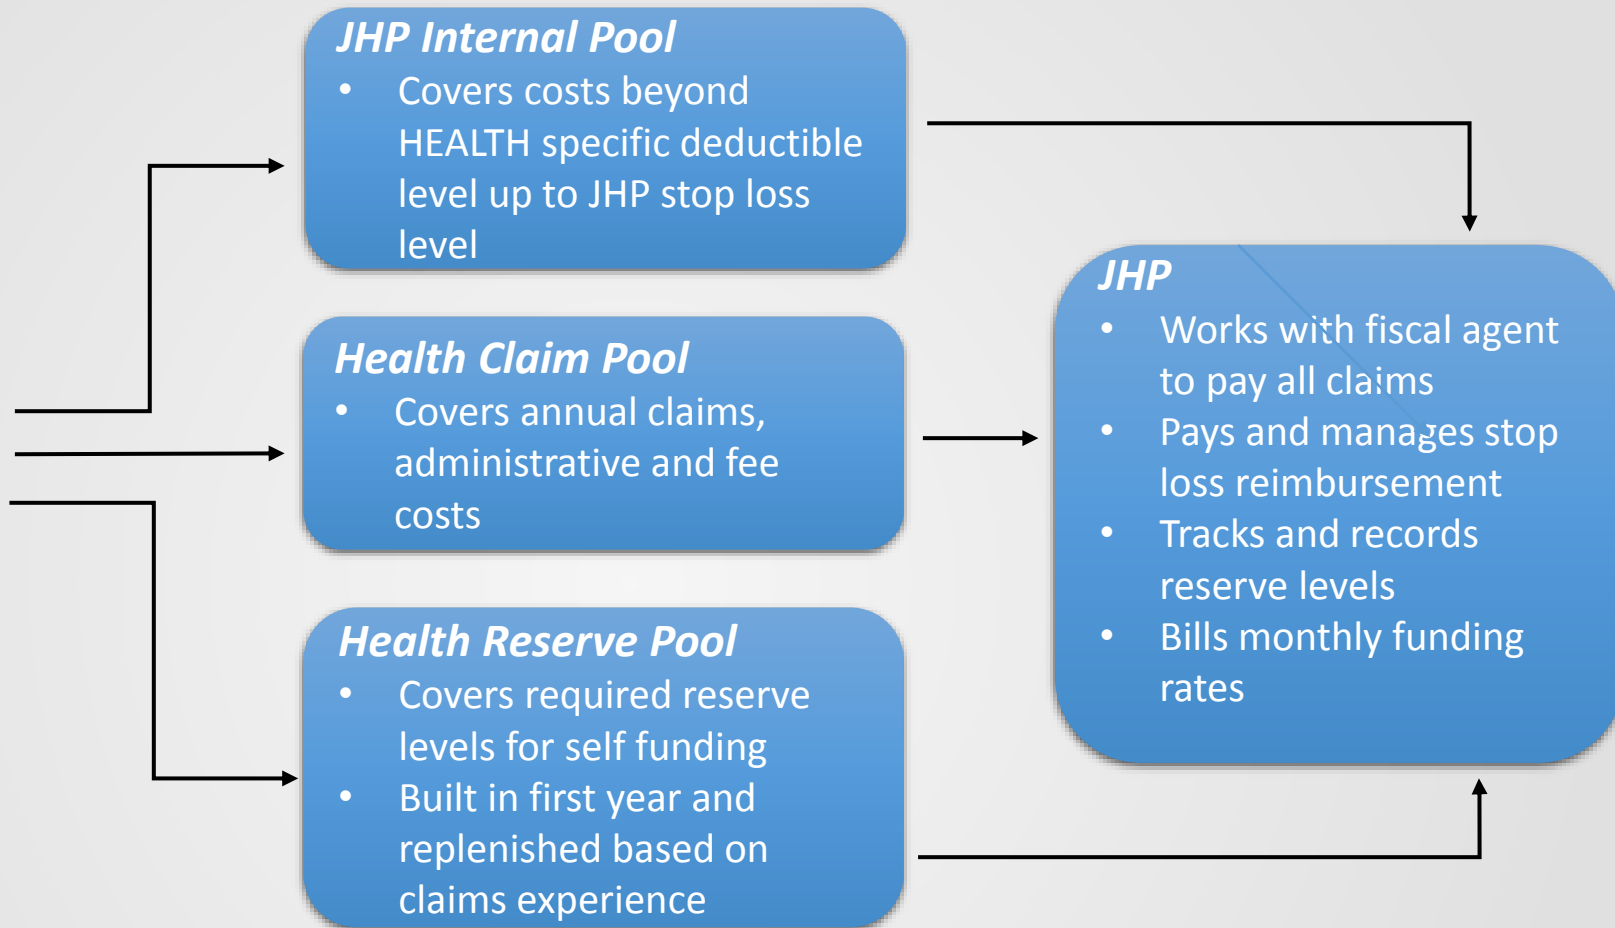 JHP Internal Pool
• Covers costs beyond
HEALTH specific deductible
level up to JHP stop loss
level
Health Claim Pool
• Covers annual claims,
administrative and fee
costs
Health Reserve Pool
• Covers required reserve
levels for self funding
• Built in first year and
replenished based on
claims experience
JHP
• Works with fiscal agent
to pay all claims
• Pays and manages stop
loss reimbursement
• Tracks and records
reserve levels
• Bills monthly funding
rates